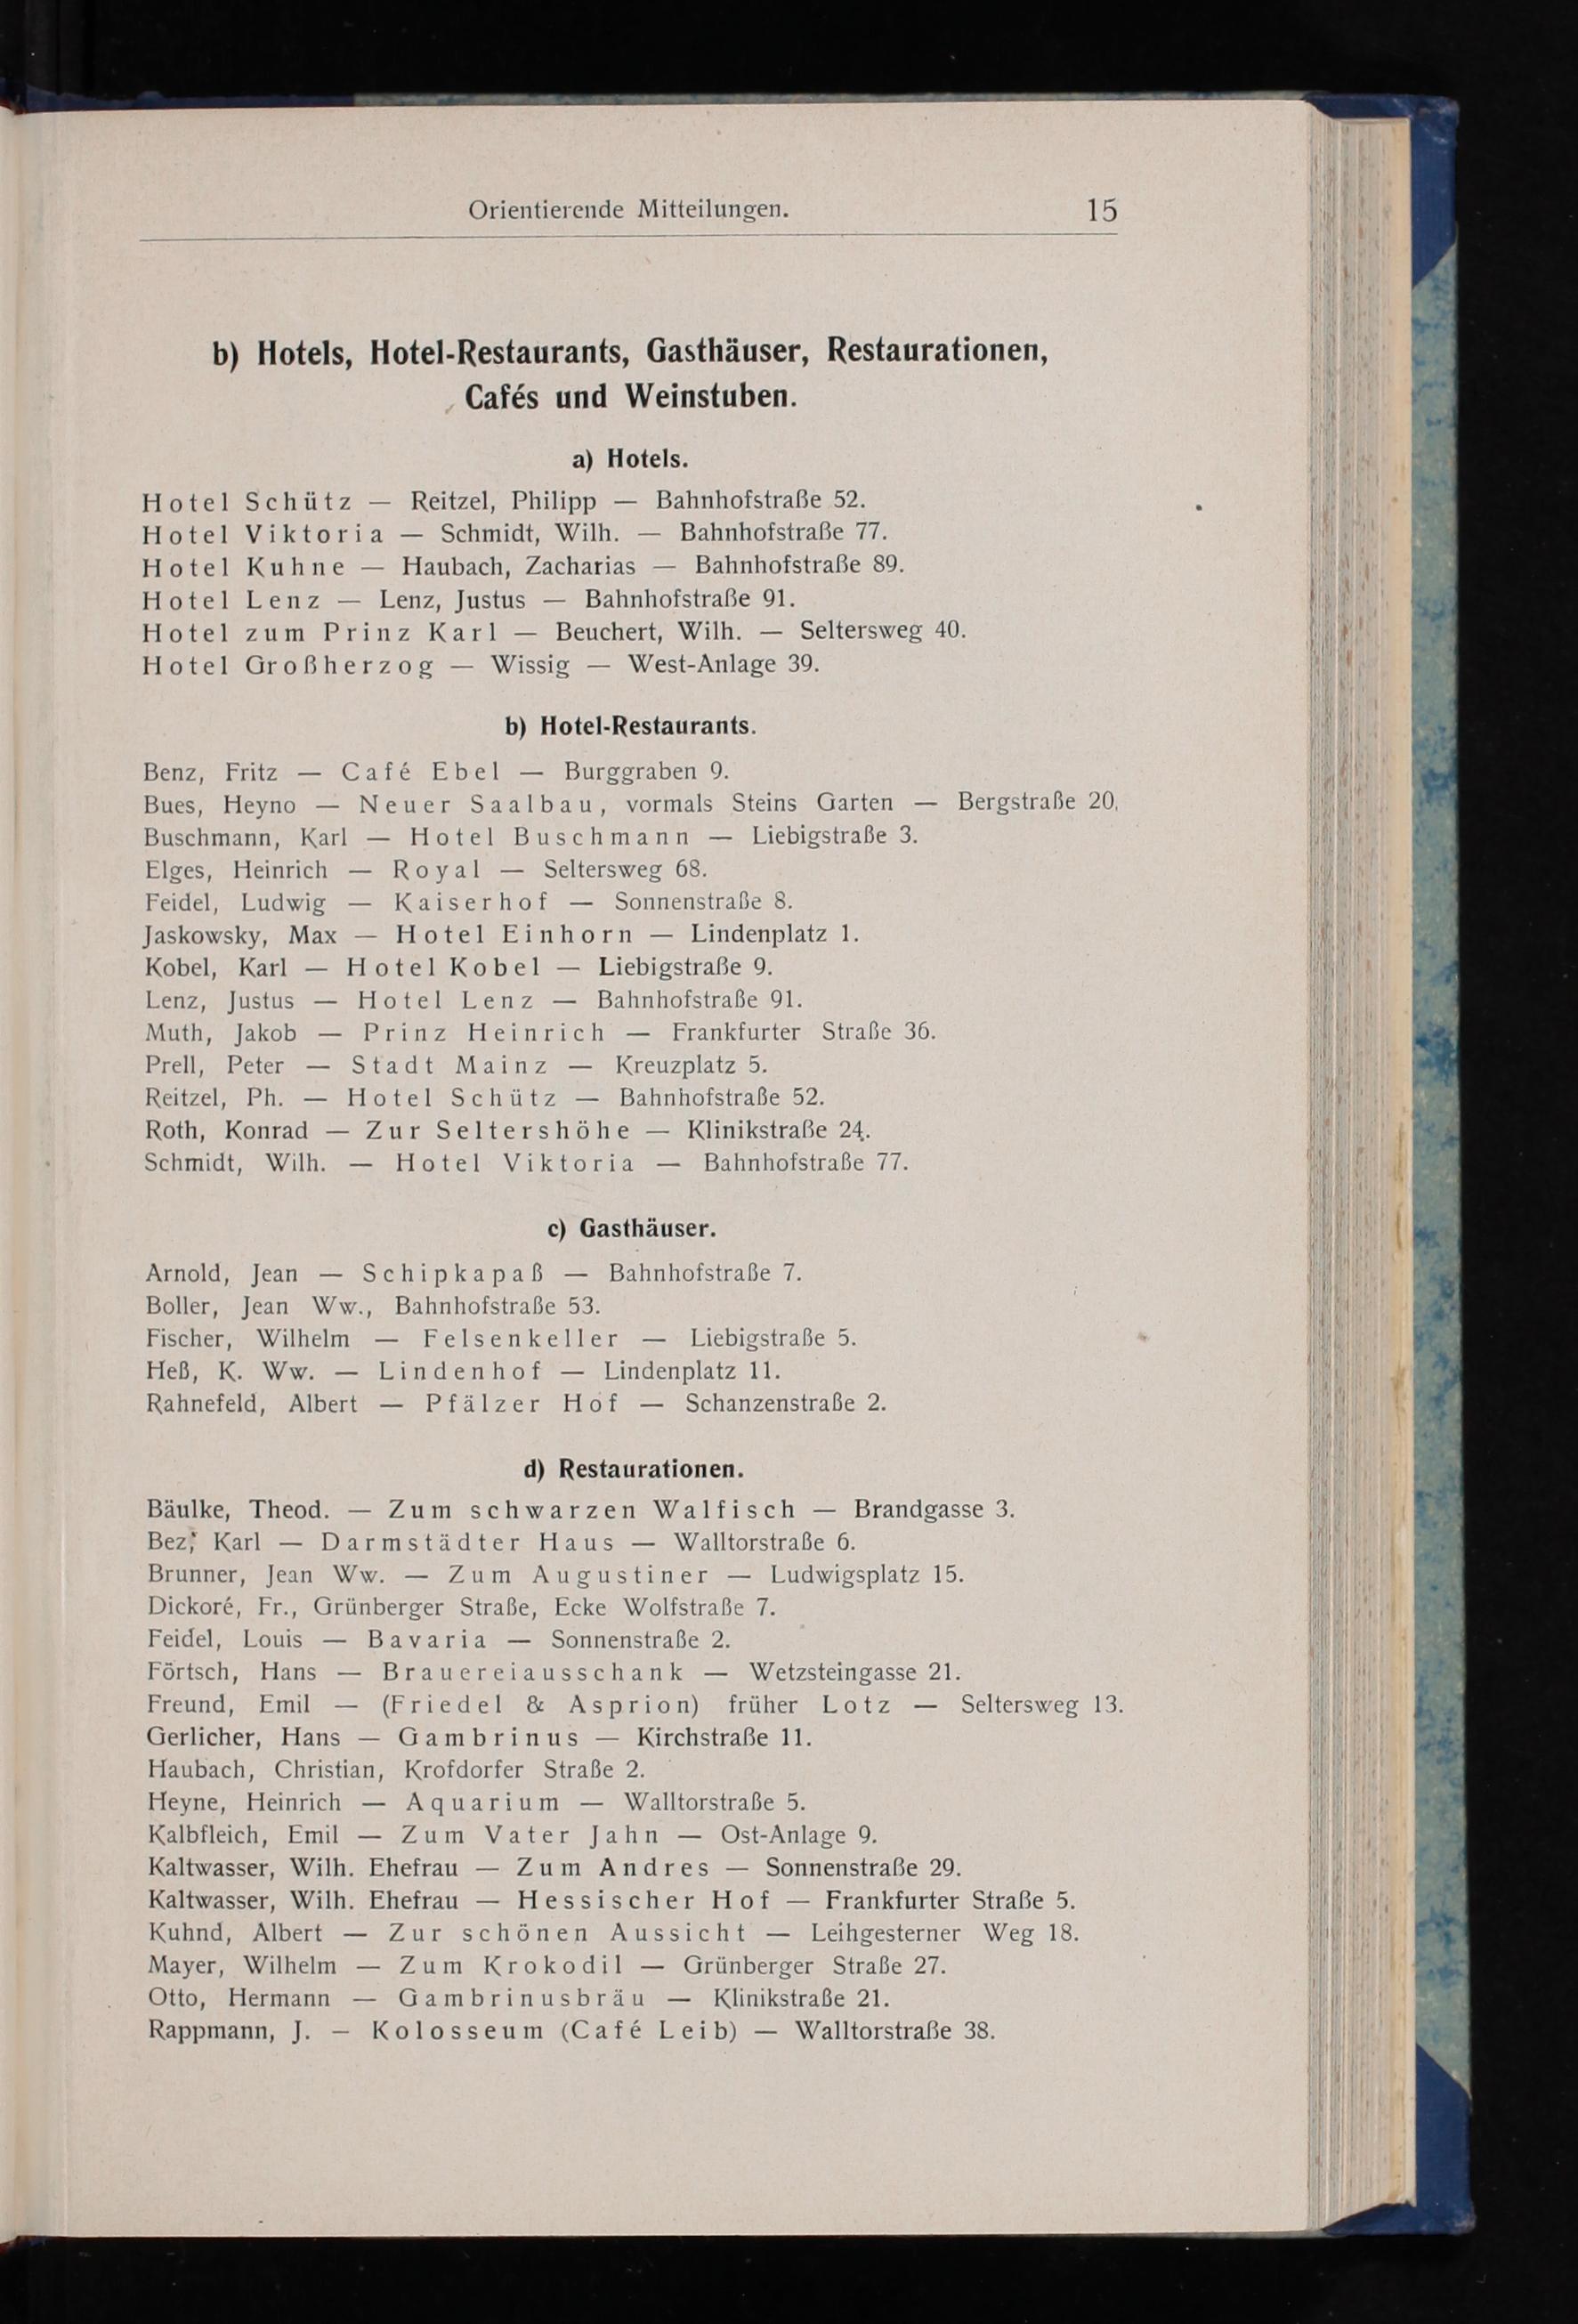 Orientierende Mitteilungen. 15
b) Hotels, Hotel-Restaurants, Gasthäuser, Restaurationen,
Cafés und Weinstuben.
a) Hotels.
Hotel Schütz — Reitzel, Philipp — Bahnhofstraße 52.
Hotel Viktoria — Schmidt, Wilh. — Bahnhofstraße 77.
Hotel Kuhne — Haubach, Zacharias — Bahnhofstraße 89.
Hotel Lenz — Lenz, Justus — Bahnhofstraße 91.
Hotel zum Prinz Karl — Beuchert, Wilh. — Seltersweg 40.
Hotel Großherzog — Wissig — West-Anlage 39.
b) Hotel-Restaurants.
Benz, Fritz — Café Ebel — Burggraben 9.
Bues, Heyno — Neuer Saalbau, vormals Steins Garten — Bergstraße 20.
Buschmann, Karl — Hotel Buschmann — Liebigstraße 3.
Elges, Heinrich — Royal — Seltersweg 68.
Feidel, Ludwig — Kaiserhof — Sonnenstraße 8.
Jaskowsky, Max — Hotel Einhorn — Lindenplatz 1.
Kobel, Karl — Hotel Kobel — Liebigstraße 9.
Lenz, Justus — Hotel Lenz — Bahnhofstraße 91.
Muth, Jakob — Prinz Heinrich — Frankfurter Straße 36.
Prell, Peter — Stadt Mainz — Kreuzplatz 5.
Reitzel, Ph. — Hotel Schütz — Bahnhofstraße 52.
Roth, Konrad — Zur Seltershöhe — Klinikstraße 24.
Schmidt, Wilh. — Hotel Viktoria — Bahnhofstraße 77.
c) Gasthäuser.
Arnold, Jean — Schipkapaß — Bahnhofstraße 7.
Boller, Jean Ww., Bahnhofstraße 53.
Fischer, Wilhelm — Felsenkeller — Liebigstraße 5.
Heß, K. Ww. — Lindenhof — Lindenplatz 11.
Rahnefeld, Albert — Pfälzer Hof — Schanzenstraße 2.
d) Restaurationen.
Bäulke, Theod. — Zum schwarzen Walfisch — Brandgasse 3.
Bez, Karl — Darmstädter Haus — Walltorstraße 6.
Brunner, Jean Ww. — Zum Augustiner — Ludwigsplatz 15.
Dickoré, Fr., Grünberger Straße, Ecke Wolfstraße 7.
Feidel, Louis — Bavaria — Sonnenstraße 2.
Förtsch, Hans — Brauereiausschank — Wetzsteingasse 21.
Freund, Emil — (Friedel & Asprion) früher Lotz — Seltersweg 13.
Gerlicher, Hans — Gambrinus — Kirchstraße 11.
Haubach, Christian, Krofdorfer Straße 2.
Heyne, Heinrich — Aquarium — Walltorstraße 5.
Kalbfleich, Emil — Zum Vater Jahn — Ost-Anlage 9.
Kaltwasser, Wilh. Ehefrau — Zum Andres — Sonnenstraße 29.
Kaltwasser, Wilh. Ehefrau — Hessischer Hof — Frankfurter Straße 5.
Kuhnd, Albert — Zur schönen Aussicht — Leihgesterner Weg 18.
Mayer, Wilhelm — Zum Krokodil — Grünberger Straße 27.
Otto, Hermann — Gambrinusbräu — Klinikstraße 21.
Rappmann, J. — Kolosseum (Café Leib) — Walltorstraße 38.